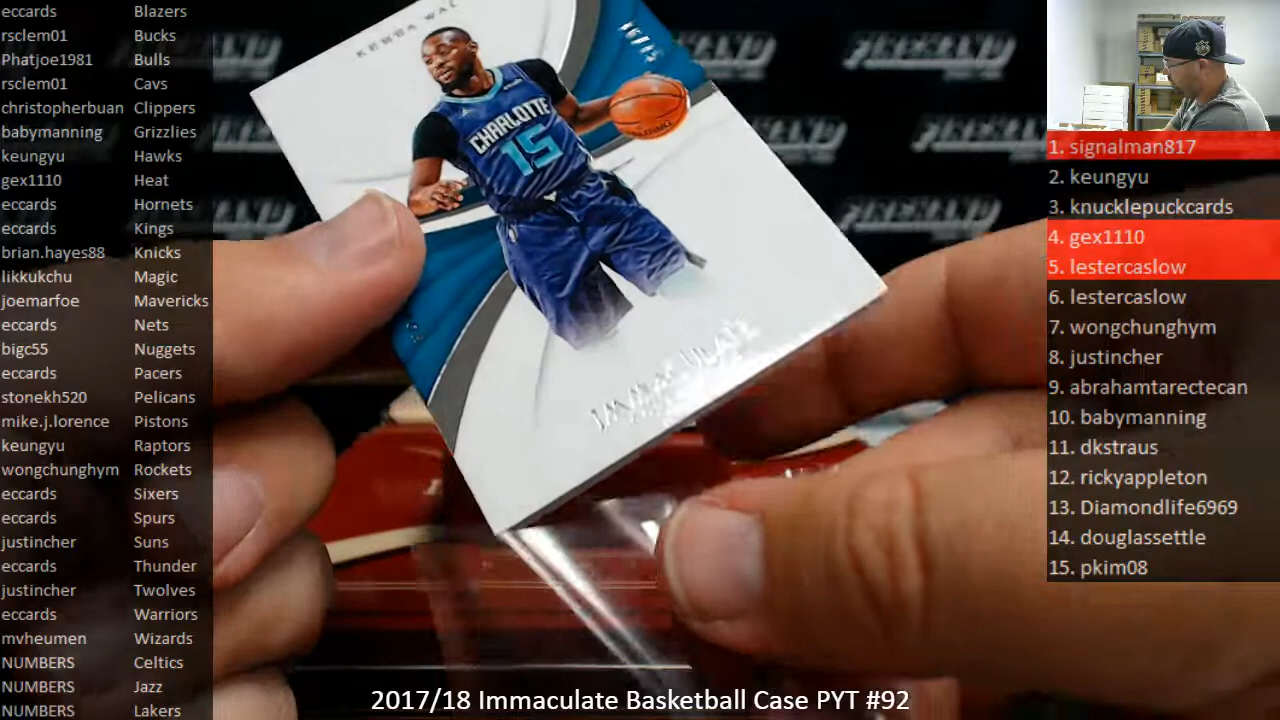 eccards Blazers
rsclem01 Bucks
Phatjoe1981 Bulls
rsclem01 Cavs
christopherbuan Clippers
babymanning Grizzlies
keungyu Hawks
gex1110 Heat
eccards Hornets
eccards Kings
brian.hayes88 Knicks
likkukchu Magic
joemarfoe Mavericks
eccards Nets
bigc55 Nuggets
eccards Pacers
stonekh520 Pelicans
mike.j.lorence Pistons
keungyu Raptors
wongchunghym Rockets
eccards Sixers
eccards Spurs
justincher Suns
eccards Thunder
justincher Twolves
eccards Warriors
mvheumen Wizards
NUMBERS Celtics
NUMBERS Jazz
NUMBERS Lakers
KEMBA WAL
CHARLOTTE
15
IMMACULATE
1. signalman817
2. keungyu
3. knucklepuckcards
4. gex1110
5. lestercaslow
6. lestercaslow
7. wongchunghym
8. justincher
9. abrahamtarectecan
10. babymanning
11. dkstraus
12. rickyappleton
13. Diamondlife6969
14. douglassettle
15. pkim08
2017/18 Immaculate Basketball Case PYT #92